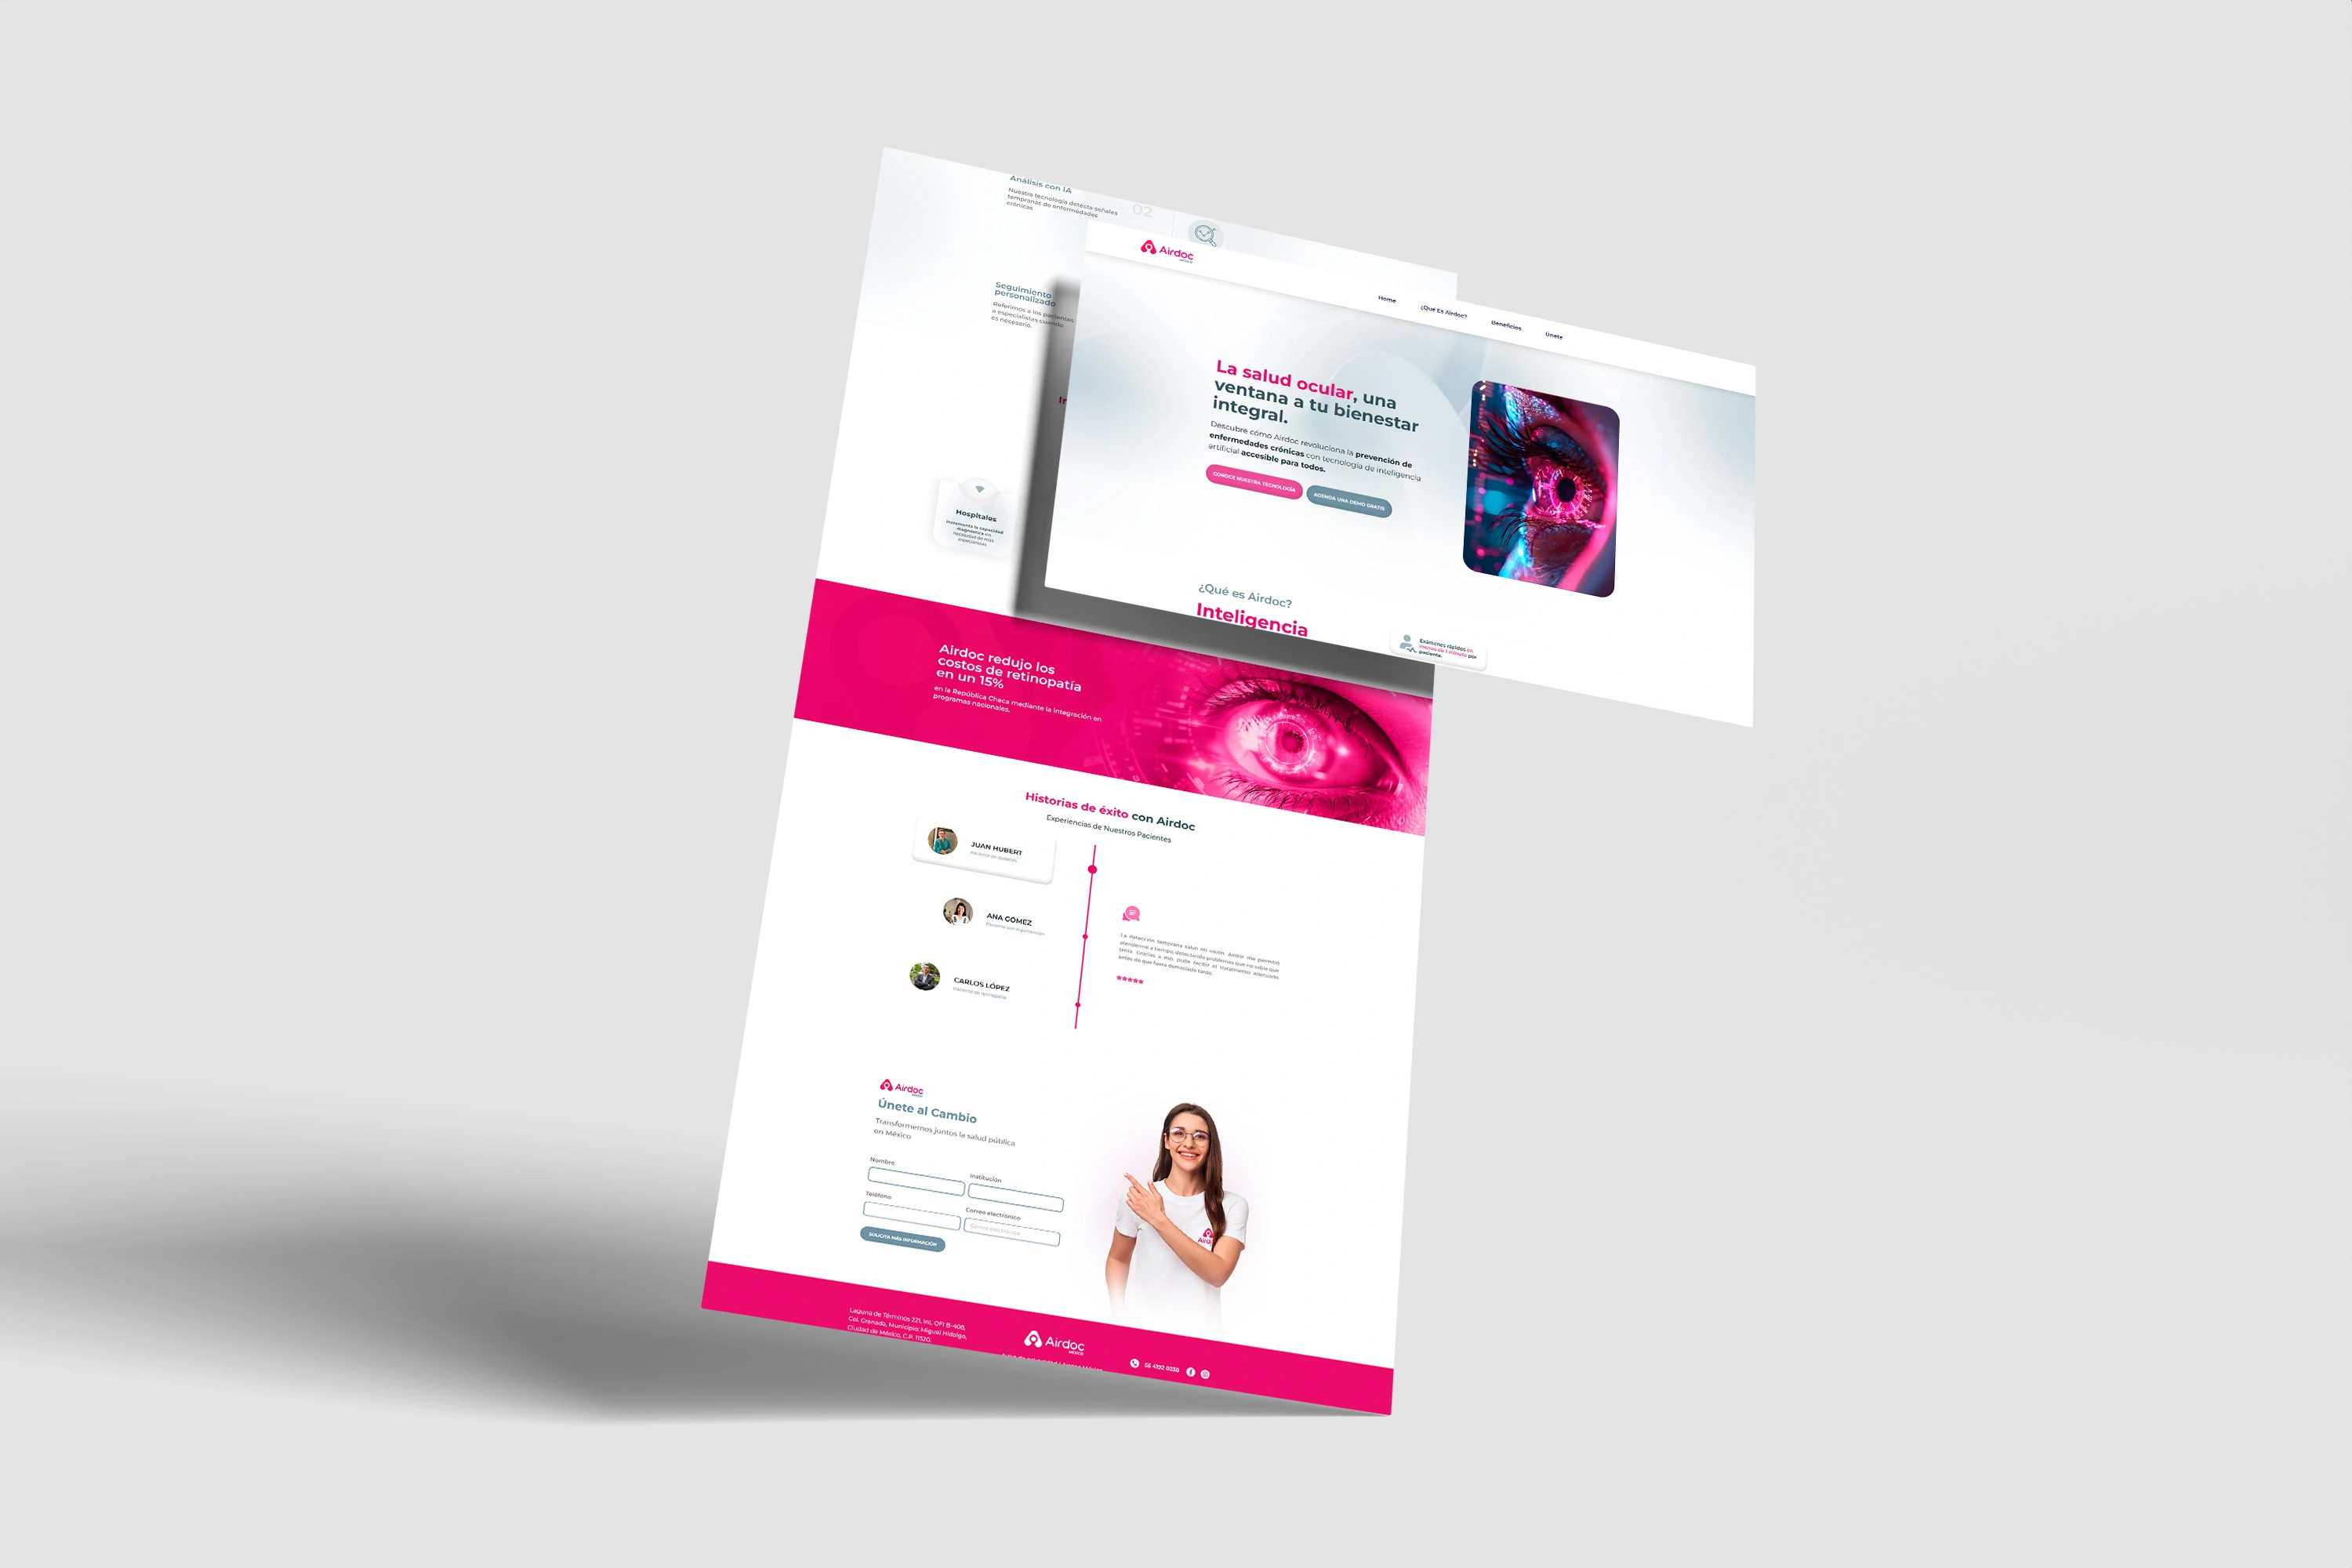 Análisis con IA
Nuestra tecnología detecta señales
tempranas de enfermedades
crónicas
02
Seguimiento
personalizado
Referimos a los pacientes
a especialistas cuando
es necesario.
Hospitales
Incrementa la capacidad
diagnóstica sin
necesidad de más
especialistas
Airdoc
MÉXICO
Home
¿Qué Es Airdoc?
Beneficios
Únete
La salud ocular, una
ventana a tu bienestar
integral.
Descubre cómo Airdoc revoluciona la prevención de
enfermedades crónicas con tecnología de inteligencia
artificial accesible para todos.
CONOCE NUESTRA TECNOLOGÍA
AGENDA UNA DEMO GRATIS
¿Qué es Airdoc?
Inteligencia
Exámenes rápidos en
menos de 1 minuto por
paciente.
Airdoc redujo los
costos de retinopatía
en un 15%
en la República Checa mediante la integración en
programas nacionales.
Historias de éxito con Airdoc
Experiencias de Nuestros Pacientes
JUAN HUBERT
Paciente de diabetes
ANA GÓMEZ
Paciente con hipertensión
CARLOS LÓPEZ
Paciente de retinopatía
La detección temprana salvó mi visión. Airdoc me permitió
atenderme a tiempo, detectando problemas que no sabía que
tenía. Gracias a eso, pude recibir el tratamiento adecuado
antes de que fuera demasiado tarde.
Airdoc
MÉXICO
Únete al Cambio
Transformemos juntos la salud pública
en México
Nombre
Institución
Teléfono
Correo electrónico
Correo electrónico
SOLICITA MÁS INFORMACIÓN
Laguna de Términos 221, Int. OFI B-408,
Col. Granada, Municipio: Miguel Hidalgo,
Ciudad de México, C.P. 11520.
Airdoc
MÉXICO
55 4192 0230